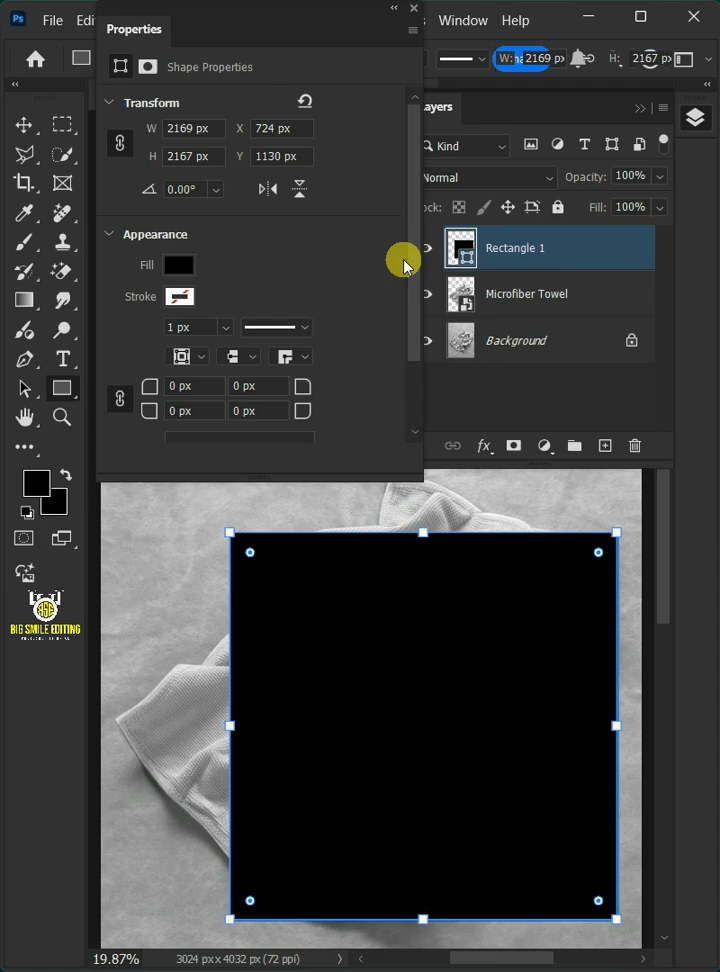 Ps File Window Help
Properties
W: 2169 px H: 2167 px
Shape Properties
Transform
W 2169 px X 724 px
H 2167 px Y 1130 px
0.00°
Appearance
Fill
Stroke
1 px
0 px 0 px
0 px 0 px
ayers
Kind
Normal Opacity: 100%
ock: Fill: 100%
Rectangle 1
Microfiber Towel
Background
fx
T
BIG SMILE EDITING
19.87% 3024 px x 4032 px (72 ppi)